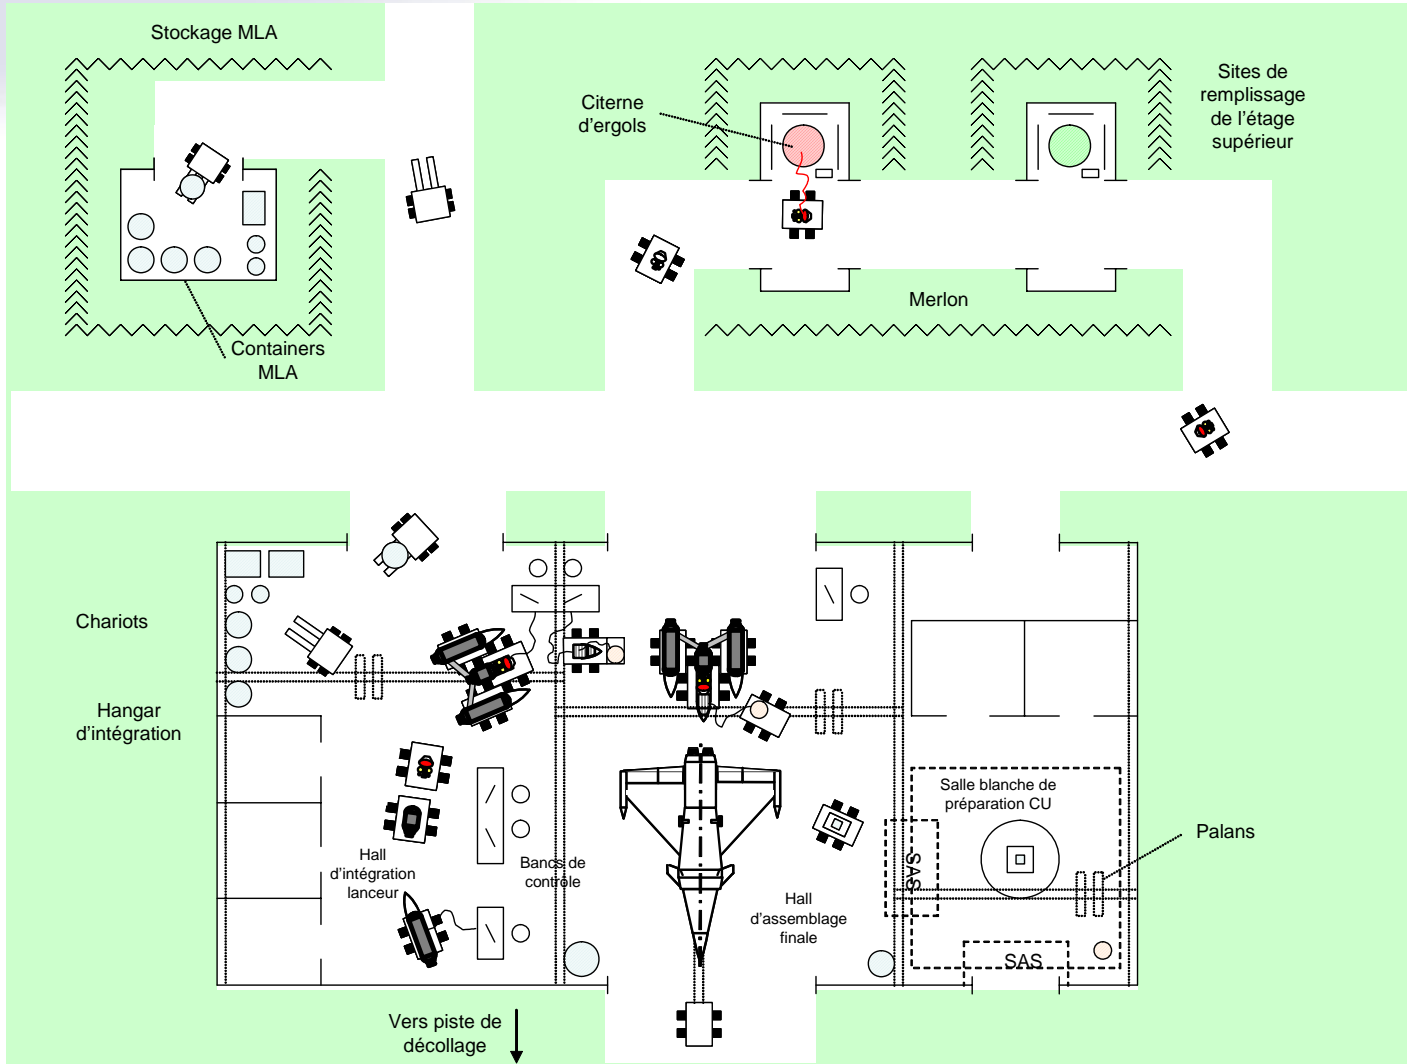 Stockage MLA
Citerne
d'ergols
Sites de
remplissage
de l'étage
supérieur
Merlon
Containers
MLA
Chariots
Hangar
d'intégration
Salle blanche de
préparation CU
Palans
SAS
Hall
d'intégration
lanceur
Bancs de
contrôle
Hall
d'assemblage
finale
SAS
Vers piste de
décollage